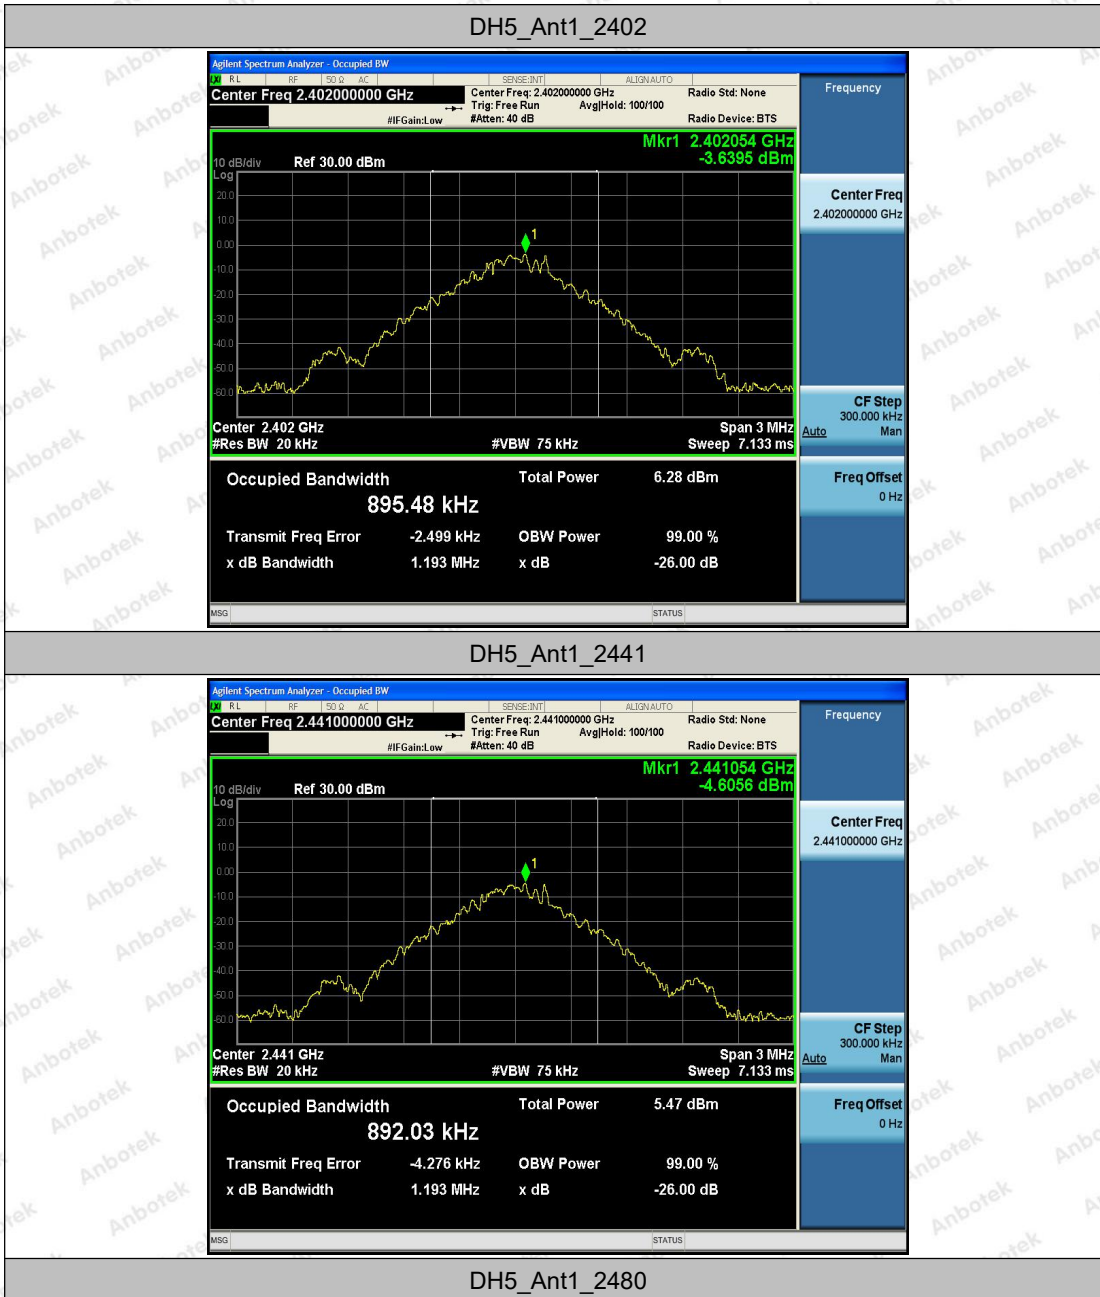 DH5_Ant1_2402
Agilent Spectrum Analyzer - Occupied BW
LXI RL RF 50 Ω AC SENSE:INT ALIGNAUTO
Center Freq 2.402000000 GHz
Center Freq: 2.402000000 GHz Radio Std: None
Trig: Free Run Avg|Hold: 100/100
#IFGain:Low #Atten: 40 dB Radio Device: BTS
Mkr1 2.402054 GHz
-3.6395 dBm
10 dB/div Ref 30.00 dBm
Log
20.0
10.0
0.00
-10.0
-20.0
-30.0
-40.0
-50.0
-60.0
1
Center 2.402 GHz Span 3 MHz
#Res BW 20 kHz #VBW 75 kHz Sweep 7.133 ms
Occupied Bandwidth Total Power 6.28 dBm
895.48 kHz
Transmit Freq Error -2.499 kHz OBW Power 99.00 %
x dB Bandwidth 1.193 MHz x dB -26.00 dB
MSG STATUS
Frequency
Center Freq
2.402000000 GHz
CF Step
300.000 kHz
Auto Man
Freq Offset
0 Hz
DH5_Ant1_2441
Agilent Spectrum Analyzer - Occupied BW
LXI RL RF 50 Ω AC SENSE:INT ALIGNAUTO
Center Freq 2.441000000 GHz
Center Freq: 2.441000000 GHz Radio Std: None
Trig: Free Run Avg|Hold: 100/100
#IFGain:Low #Atten: 40 dB Radio Device: BTS
Mkr1 2.441054 GHz
-4.6056 dBm
10 dB/div Ref 30.00 dBm
Log
20.0
10.0
0.00
-10.0
-20.0
-30.0
-40.0
-50.0
-60.0
1
Center 2.441 GHz Span 3 MHz
#Res BW 20 kHz #VBW 75 kHz Sweep 7.133 ms
Occupied Bandwidth Total Power 5.47 dBm
892.03 kHz
Transmit Freq Error -4.276 kHz OBW Power 99.00 %
x dB Bandwidth 1.193 MHz x dB -26.00 dB
MSG STATUS
Frequency
Center Freq
2.441000000 GHz
CF Step
300.000 kHz
Auto Man
Freq Offset
0 Hz
DH5_Ant1_2480
Anbotek